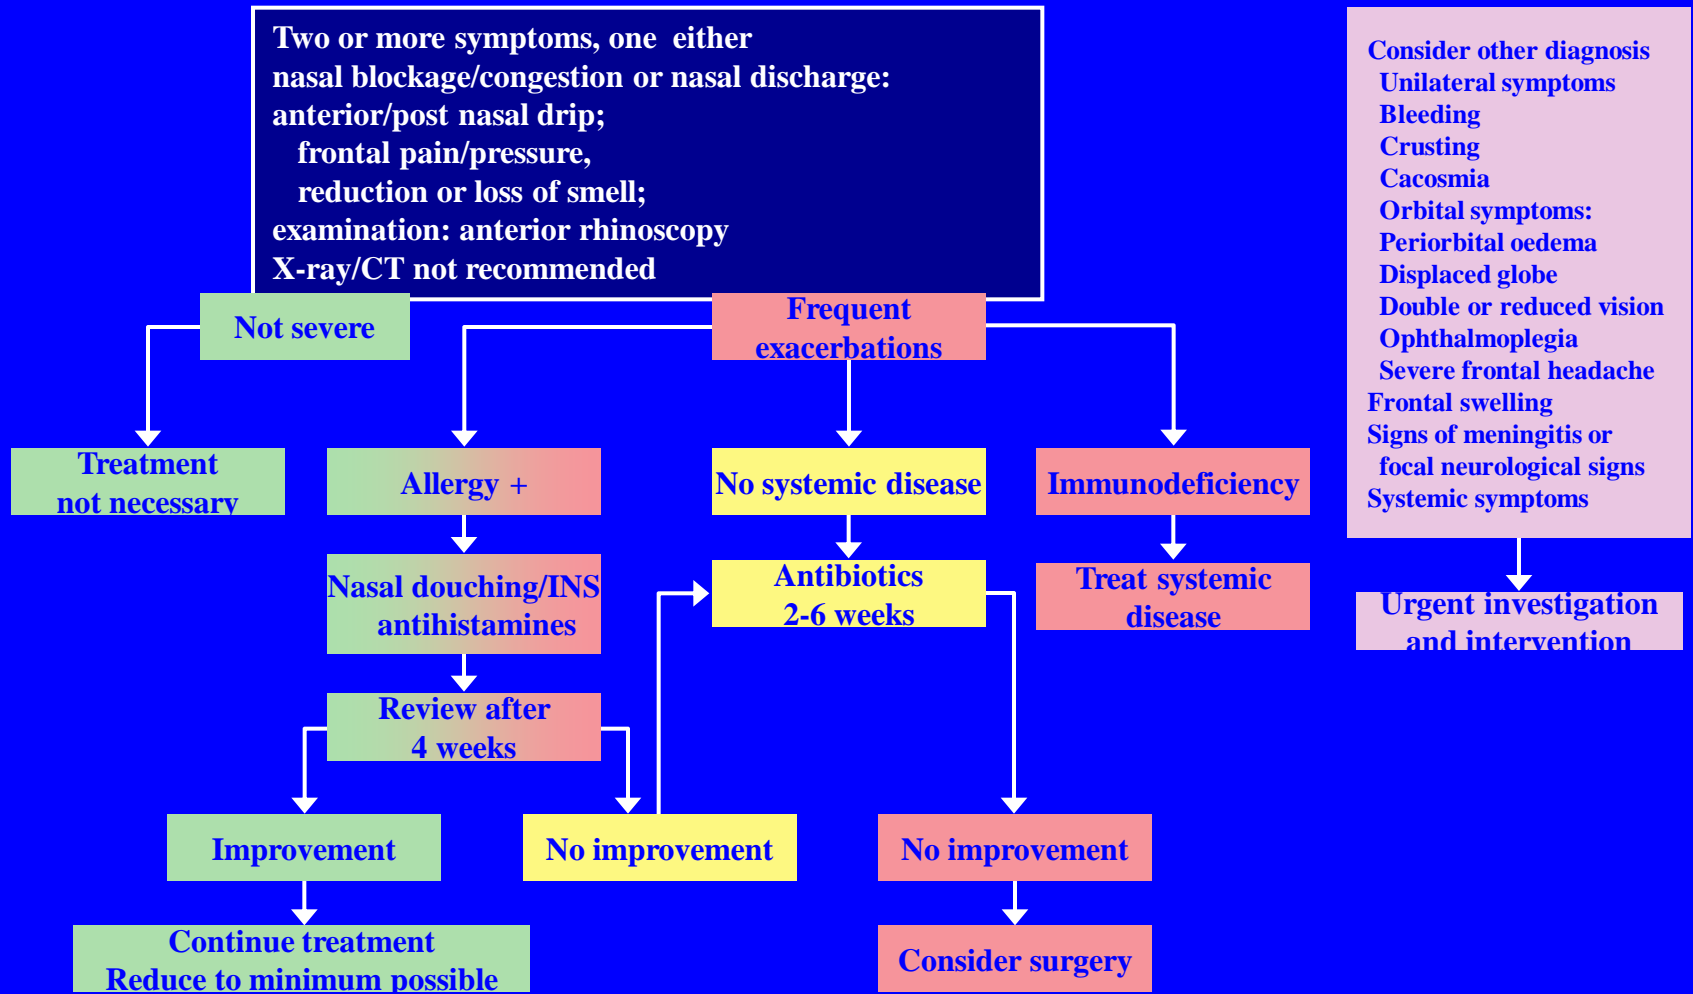 Two or more symptoms, one either
nasal blockage/congestion or nasal discharge:
anterior/post nasal drip;
frontal pain/pressure,
reduction or loss of smell;
examination: anterior rhinoscopy
X-ray/CT not recommended
Consider other diagnosis
Unilateral symptoms
Bleeding
Crusting
Cacosmia
Orbital symptoms:
Periorbital oedema
Displaced globe
Double or reduced vision
Ophthalmoplegia
Severe frontal headache
Frontal swelling
Signs of meningitis or
focal neurological signs
Systemic symptoms
Not severe
Frequent
exacerbations
Treatment
not necessary
Allergy +
No systemic disease
Immunodeficiency
Nasal douching/INS
antihistamines
Antibiotics
2-6 weeks
Treat systemic
disease
Urgent investigation
and intervention
Review after
4 weeks
Improvement
No improvement
No improvement
Continue treatment
Reduce to minimum possible
Consider surgery